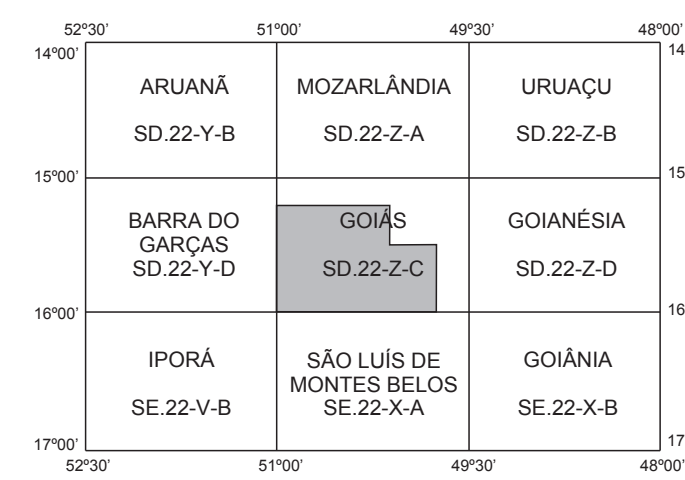 52º30' 51º00' 49º30' 48º00'
14º00' 14
ARUANÃ MOZARLÂNDIA URUAÇU
SD.22-Y-B SD.22-Z-A SD.22-Z-B
15º00' 15
BARRA DO GOIÁS GOIANÉSIA
GARÇAS
SD.22-Y-D SD.22-Z-C SD.22-Z-D
16º00' 16
IPORÁ SÃO LUÍS DE GOIÂNIA
MONTES BELOS
SE.22-V-B SE.22-X-A SE.22-X-B
17º00' 17
52º30' 51º00' 49º30' 48º00'